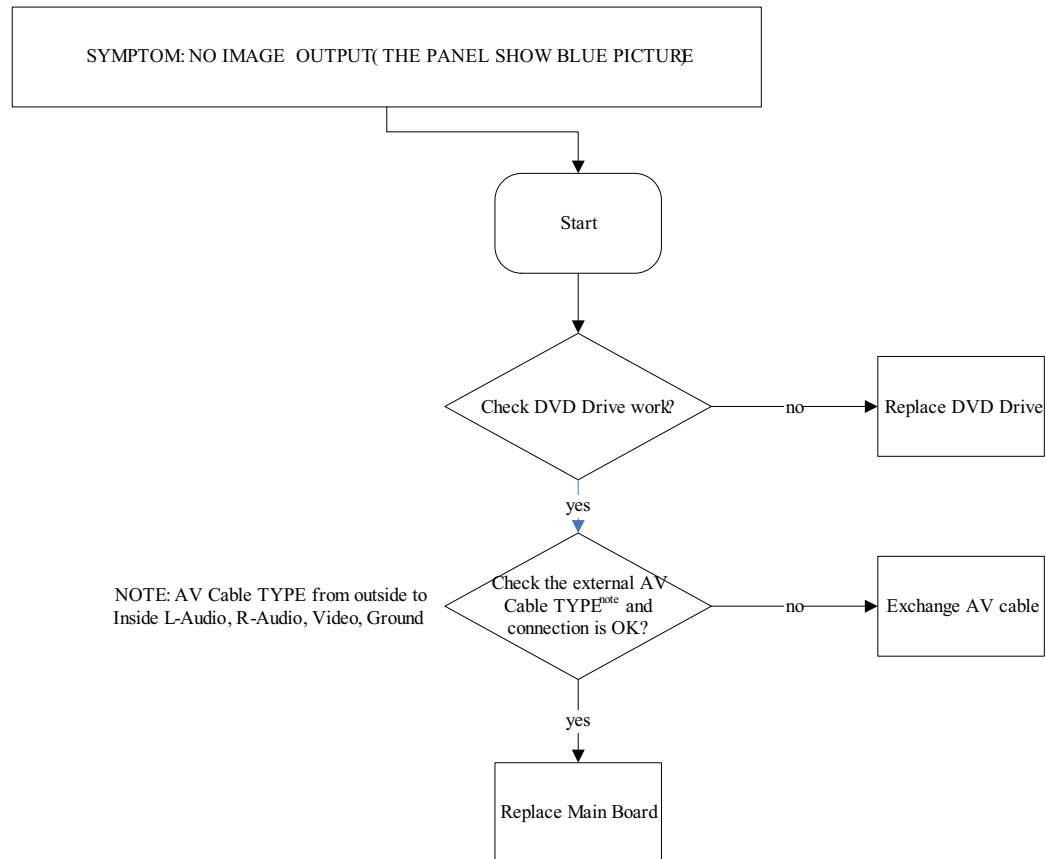 SYMPTOM: NO IMAGE OUTPUT( THE PANEL SHOW BLUE PICTURE)
Start
Check DVD Drive work?
no
Replace DVD Drive
yes
NOTE: AV Cable TYPE from outside to
Inside L-Audio, R-Audio, Video, Ground
Check the external AV
Cable TYPEnote and
connection is OK?
no
Exchange AV cable
yes
Replace Main Board